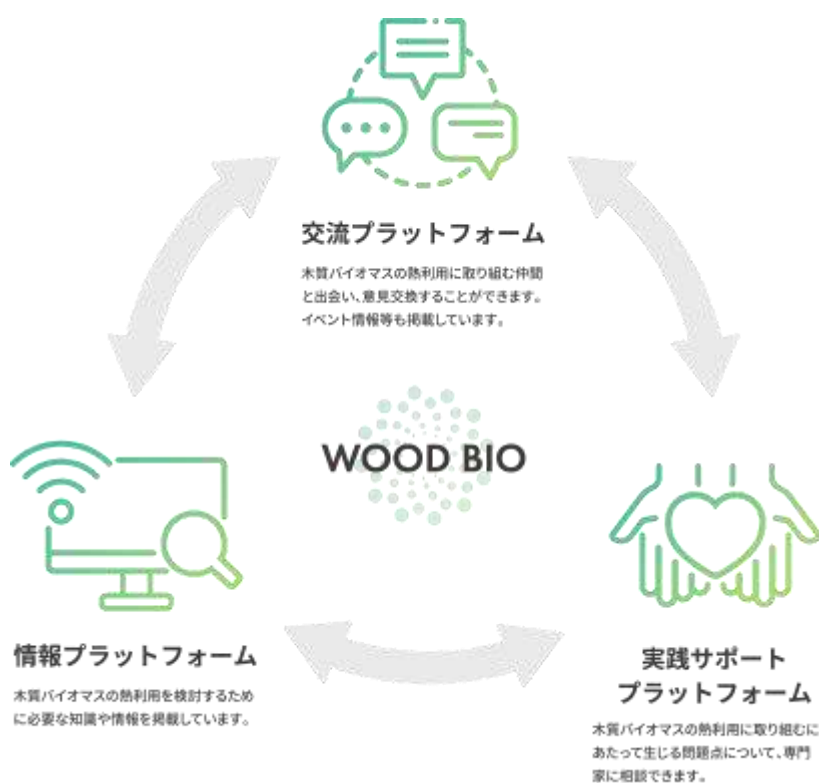 交流プラットフォーム
木質バイオマスの熱利用に取り組む仲間
と出会い、意見交換することができます。
イベント情報等も掲載しています。
WOOD BIO
情報プラットフォーム
木質バイオマスの熱利用を検討するため
に必要な知識や情報を掲載しています。
実践サポート
プラットフォーム
木質バイオマスの熱利用に取り組むに
あたって生じる問題点について、専門
家に相談できます。